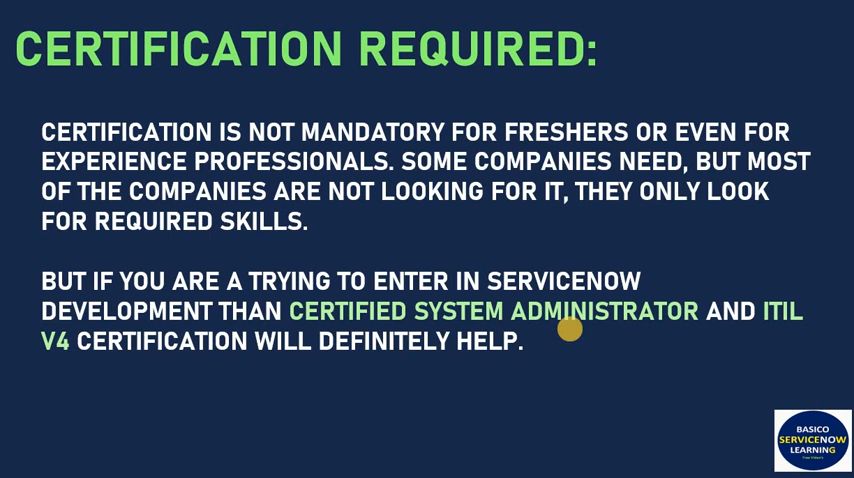 CERTIFICATION REQUIRED:
CERTIFICATION IS NOT MANDATORY FOR FRESHERS OR EVEN FOR
EXPERIENCE PROFESSIONALS. SOME COMPANIES NEED, BUT MOST
OF THE COMPANIES ARE NOT LOOKING FOR IT, THEY ONLY LOOK
FOR REQUIRED SKILLS.
BUT IF YOU ARE A TRYING TO ENTER IN SERVICENOW
DEVELOPMENT THAN CERTIFIED SYSTEM ADMINISTRATOR AND ITIL
V4 CERTIFICATION WILL DEFINITELY HELP.
BASICO
SERVICENOW
LEARNING